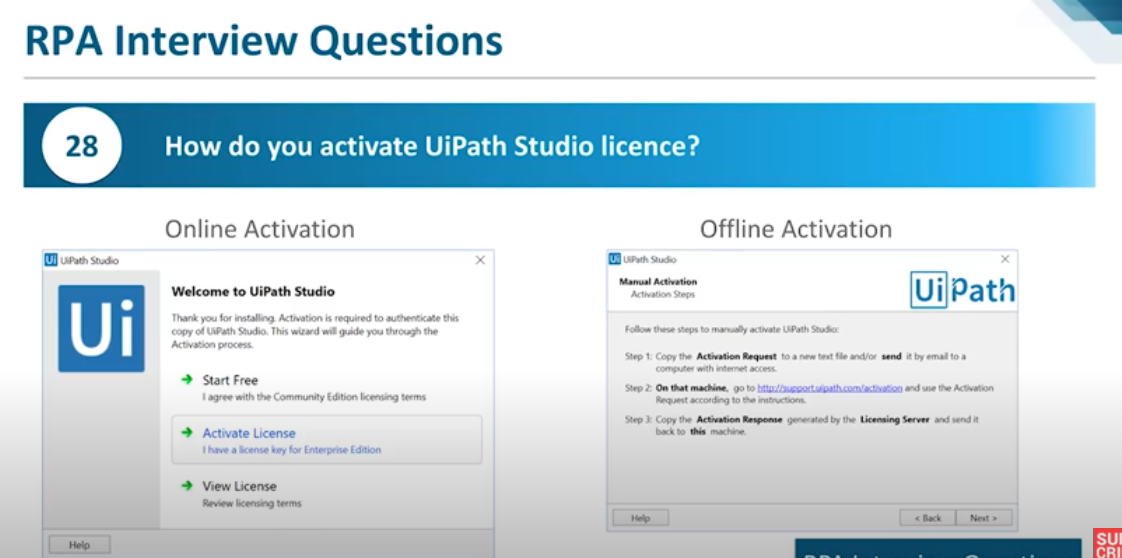 RPA Interview Questions
28
How do you activate UiPath Studio licence?
Online Activation
Ui UiPath Studio
Ui
Welcome to UiPath Studio
Thank you for installing. Activation is required to authenticate this
copy of UiPath Studio. This wizard will guide you through the
Activation process.
Start Free
I agree with the Community Edition licensing terms
Activate License
I have a license key for Enterprise Edition
View License
Review licensing terms
Help
Offline Activation
Ui UiPath Studio
Manual Activation
Activation Steps
UiPath
Follow these steps to manually activate UiPath Studio:
Step 1: Copy the Activation Request to a new text file and/or send it by email to a
computer with internet access.
Step 2: On that machine, go to http://support.uipath.com/activation and use the Activation
Request according to the instructions.
Step 3: Copy the Activation Response generated by the Licensing Server and send it
back to this machine.
Help
< Back
Next >